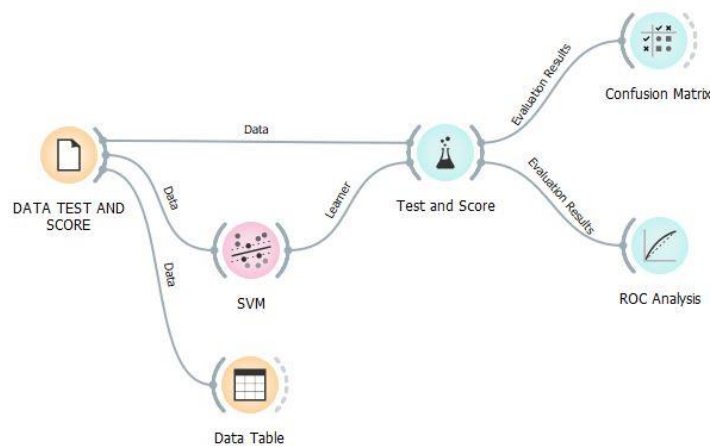 Evaluation Results
Confusion Matrix
Data
DATA TEST AND
SCORE
Data
Learner
Test and Score
Evaluation Results
Data
SVM
ROC Analysis
Data Table